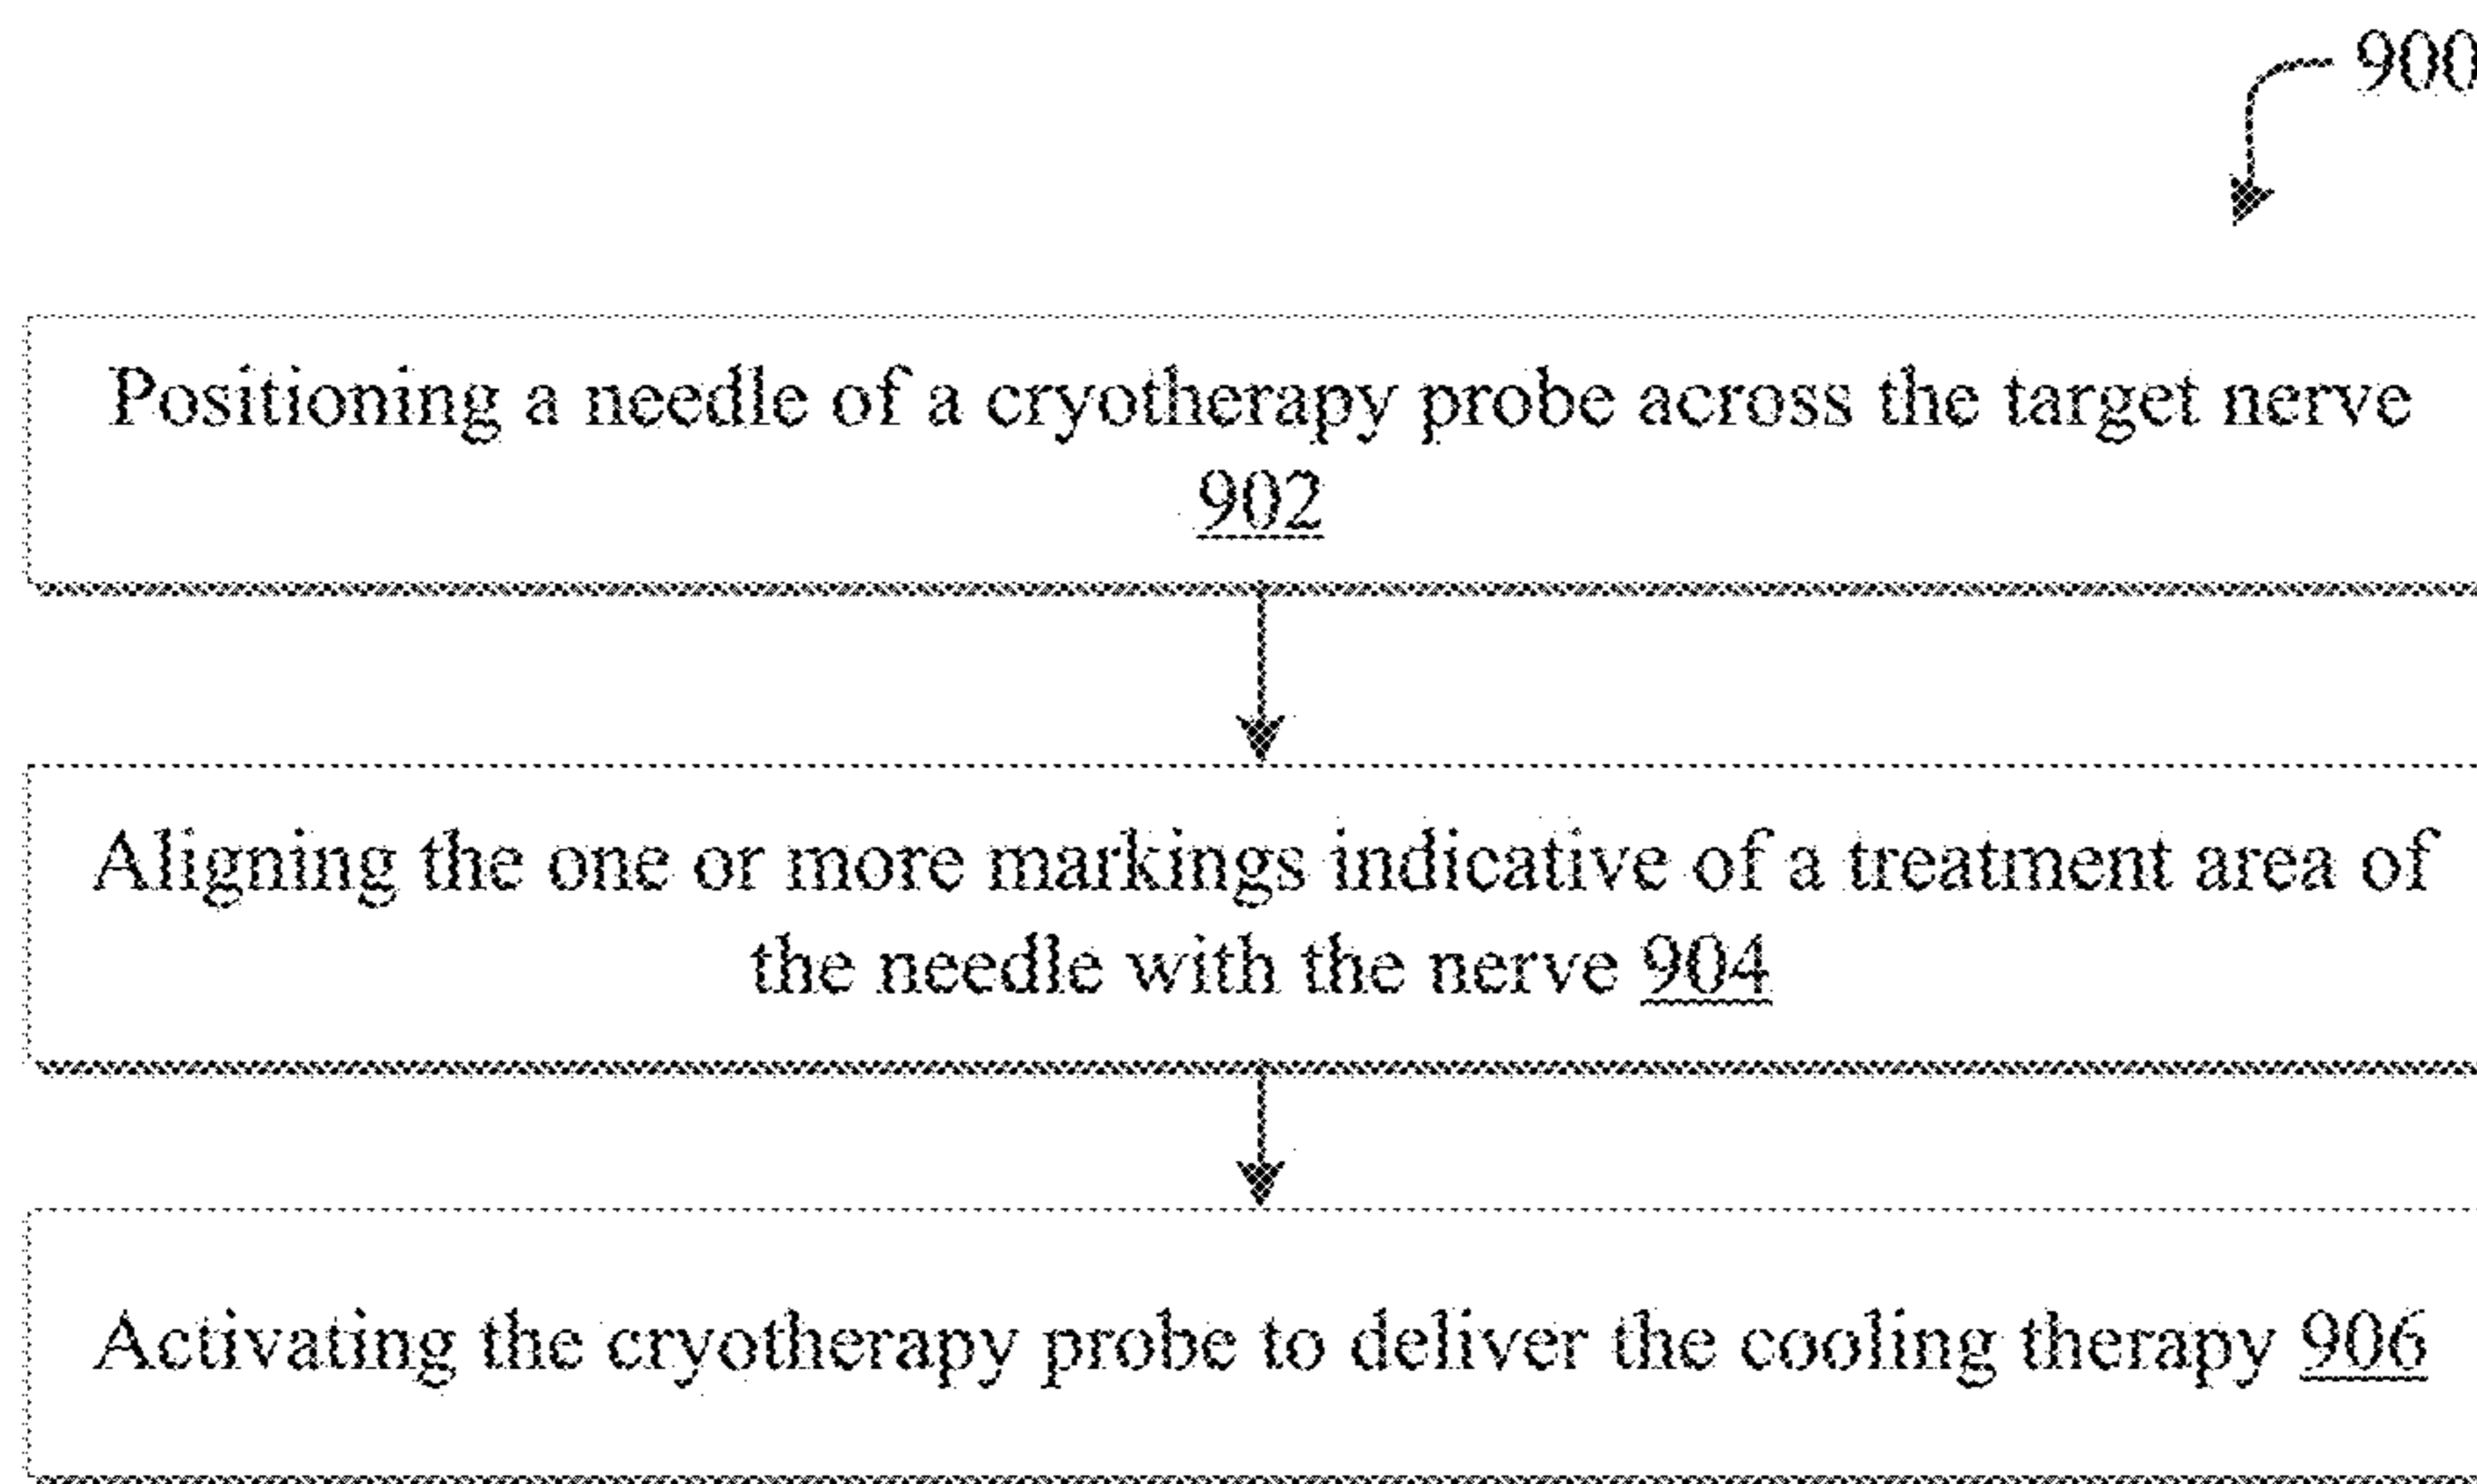 900
Positioning a needle of a cryotherapy probe across the target nerve
902
Aligning the one or more markings indicative of a treatment area of
the needle with the nerve 904
Activating the cryotherapy probe to deliver the cooling therapy 906